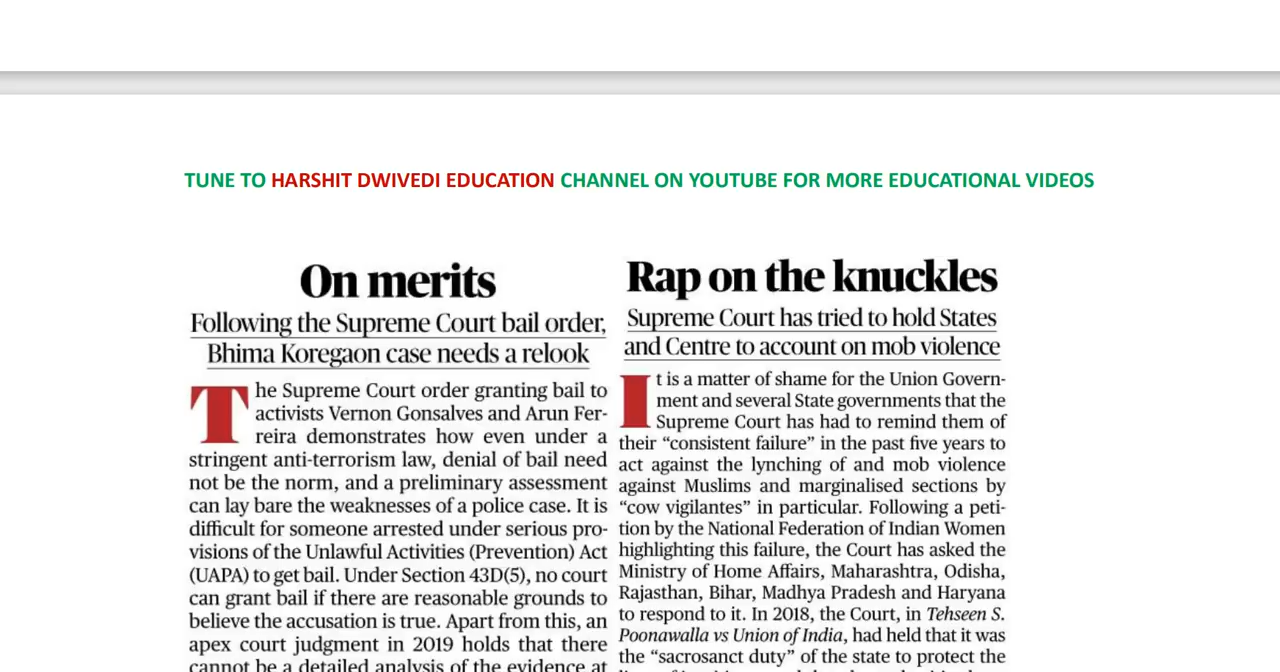 TUNE TO HARSHIT DWIVEDI EDUCATION CHANNEL ON YOUTUBE FOR MORE EDUCATIONAL VIDEOS
On merits
Following the Supreme Court bail order,
Bhima Koregaon case needs a relook
The Supreme Court order granting bail to
activists Vernon Gonsalves and Arun Fer-
reira demonstrates how even under a
stringent anti-terrorism law, denial of bail need
not be the norm, and a preliminary assessment
can lay bare the weaknesses of a police case. It is
difficult for someone arrested under serious pro-
visions of the Unlawful Activities (Prevention) Act
(UAPA) to get bail. Under Section 43D(5), no court
can grant bail if there are reasonable grounds to
believe the accusation is true. Apart from this, an
apex court judgment in 2019 holds that there
cannot be a detailed analysis of the evidence at
Rap on the knuckles
Supreme Court has tried to hold States
and Centre to account on mob violence
It is a matter of shame for the Union Govern-
ment and several State governments that the
Supreme Court has had to remind them of
their “consistent failure” in the past five years to
act against the lynching of and mob violence
against Muslims and marginalised sections by
“cow vigilantes” in particular. Following a peti-
tion by the National Federation of Indian Women
highlighting this failure, the Court has asked the
Ministry of Home Affairs, Maharashtra, Odisha,
Rajasthan, Bihar, Madhya Pradesh and Haryana
to respond to it. In 2018, the Court, in Tehseen S.
Poonawalla vs Union of India, had held that it was
the “sacrosanct duty” of the state to protect the